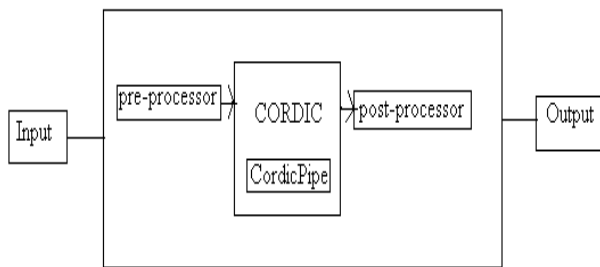 Input
pre-processor
CORDIC
CordicPipe
post-processor
Output